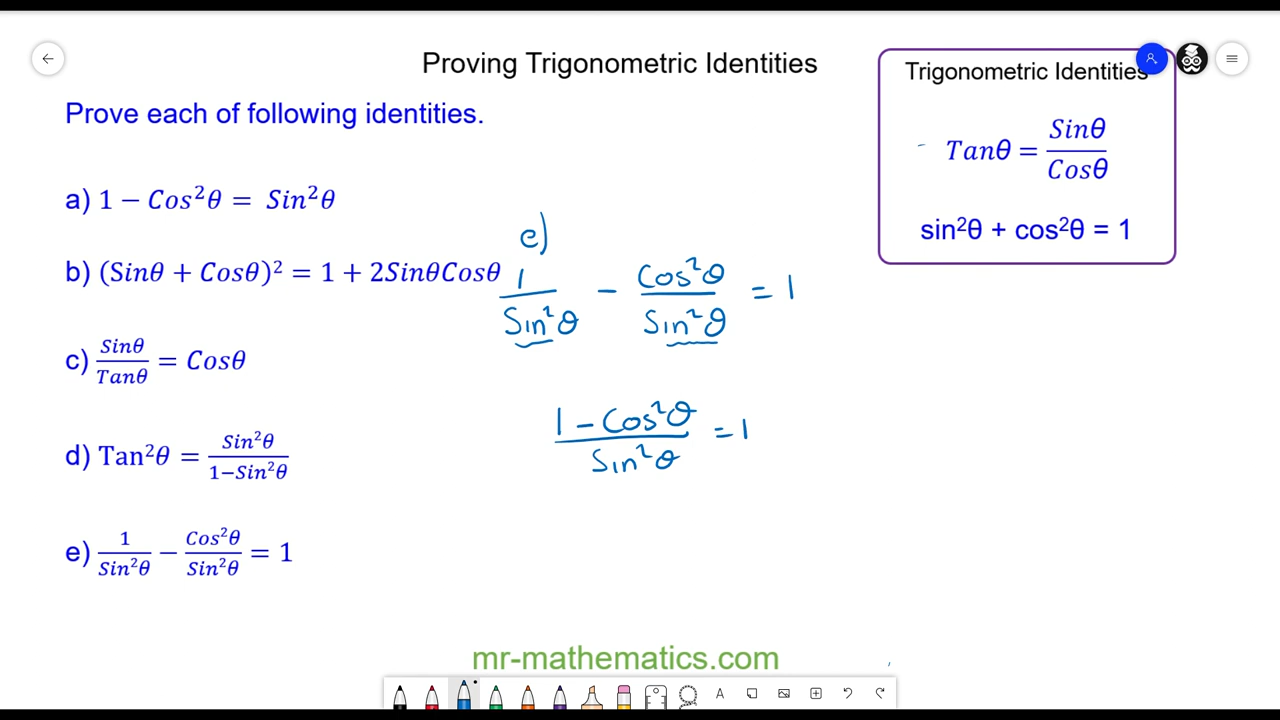 Proving Trigonometric Identities
Trigonometric Identities
Prove each of following identities.
Tanθ = Sinθ/Cosθ
sin²θ + cos²θ = 1
a) 1 − Cos²θ = Sin²θ
b) (Sinθ + Cosθ)² = 1 + 2SinθCosθ
c) Sinθ/Tanθ = Cosθ
d) Tan²θ = Sin²θ/1−Sin²θ
e) 1/Sin²θ − Cos²θ/Sin²θ = 1
e)
1/Sin²θ − Cos²θ/Sin²θ = 1
1 − Cos²θ/Sin²θ = 1
mr-mathematics.com
A